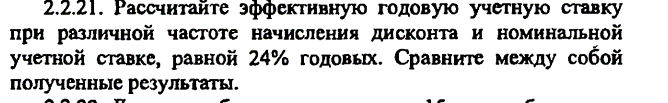 2.2.21. Рассчитайте эффективную годовую учетную ставку
при различной частоте начисления дисконта и номинальной
учетной ставке, равной 24% годовых. Сравните между собой
полученные результаты.